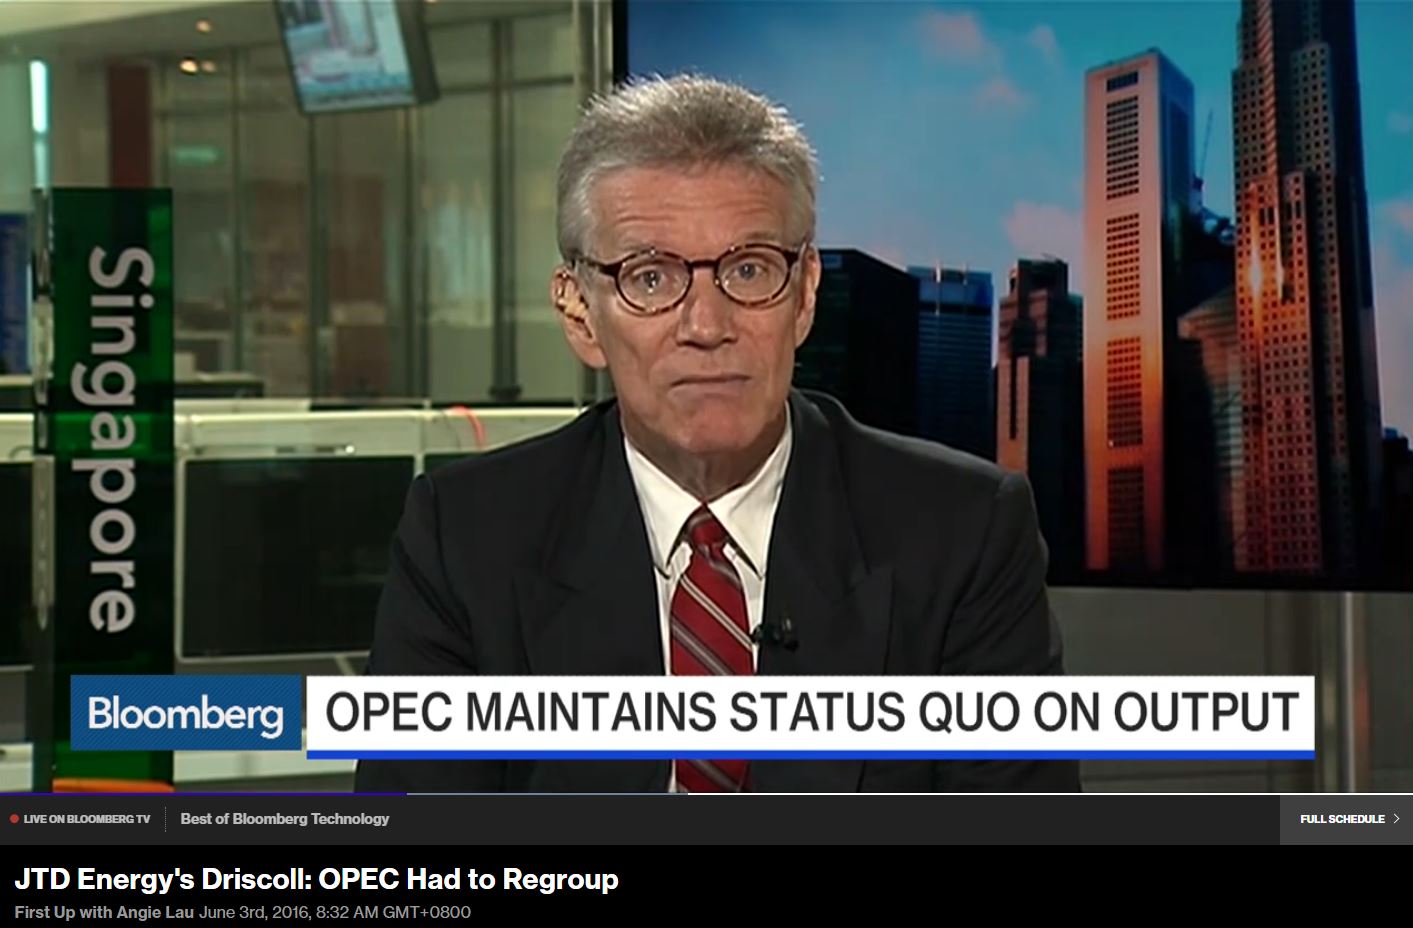 Singapore
Bloomberg
OPEC MAINTAINS STATUS QUO ON OUTPUT
LIVE ON BLOOMBERG TV
Best of Bloomberg Technology
FULL SCHEDULE
JTD Energy's Driscoll: OPEC Had to Regroup
First Up with Angie Lau June 3rd, 2016, 8:32 AM GMT+0800